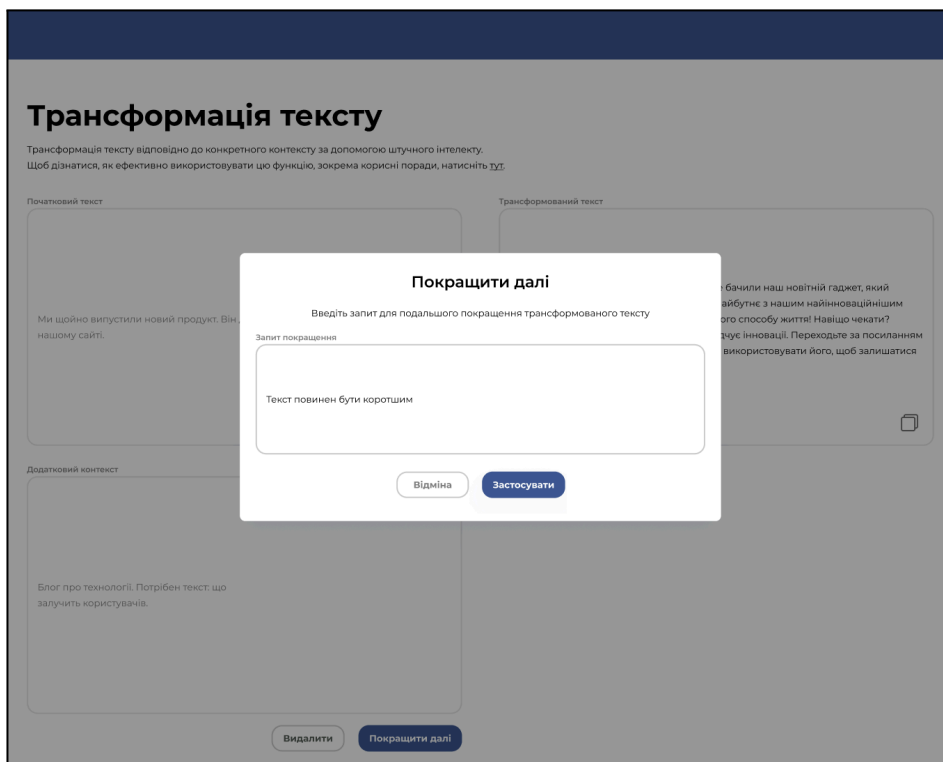 Трансформація тексту
Трансформація тексту відповідно до конкретного контексту за допомогою штучного інтелекту.
Щоб дізнатися, як ефективно використовувати цю функцію, зокрема корисні поради, натисніть тут.
Початковий текст
Ми щойно випустили новий продукт. Він
нашому сайті.
Трансформований текст
бачили наш новітній гаджет, який
айбутнє з нашим найінноваційнішим
ого способу життя! Навіщо чекати?
дчує інновації. Переходьте за посиланням
використовувати його, щоб залишатися
Покращити далі
Введіть запит для подальшого покращення трансформованого тексту
Запит покращення
Текст повинен бути коротшим
Відміна
Застосувати
Додатковий контекст
Блог про технології. Потрібен текст: що
залучить користувачів.
Видалити
Покращити далі